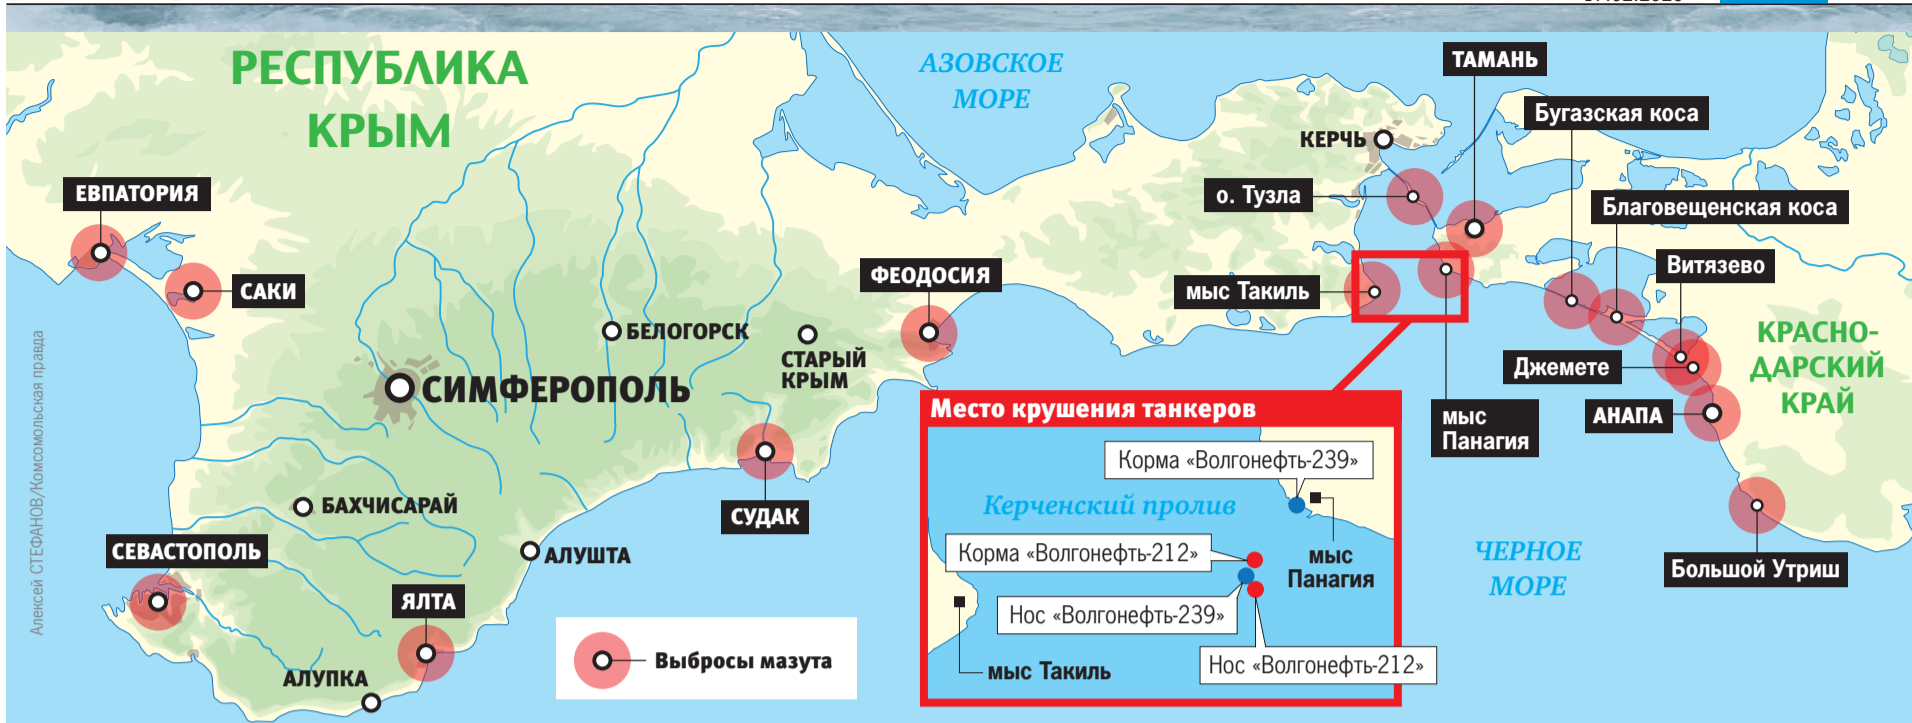 РЕСПУБЛИКА
КРЫМ
АЗОВСКОЕ
МОРЕ
ТАМАНЬ
Бугазская коса
КЕРЧЬ
ЕВПАТОРИЯ
о. Тузла
Благовещенская коса
Витязево
ФЕОДОСИЯ
САКИ
мыс Такиль
БЕЛОГОРСК
СТАРЫЙ
КРЫМ
КРАСНО-
ДАРСКИЙ
КРАЙ
Джемете
СИМФЕРОПОЛЬ
АНАПА
мыс
Панагия
Место крушения танкеров
Корма «Волгонефть-239»
Керченский пролив
Корма «Волгонефть-212»
мыс
Панагия
Нос «Волгонефть-239»
Нос «Волгонефть-212»
мыс Такиль
БАХЧИСАРАЙ
СУДАК
СЕВАСТОПОЛЬ
АЛУШТА
ЧЕРНОЕ
МОРЕ
Большой Утриш
ЯЛТА
АЛУПКА
Выбросы мазута
Алексей СТЕФАНОВ/Комсомольская правда